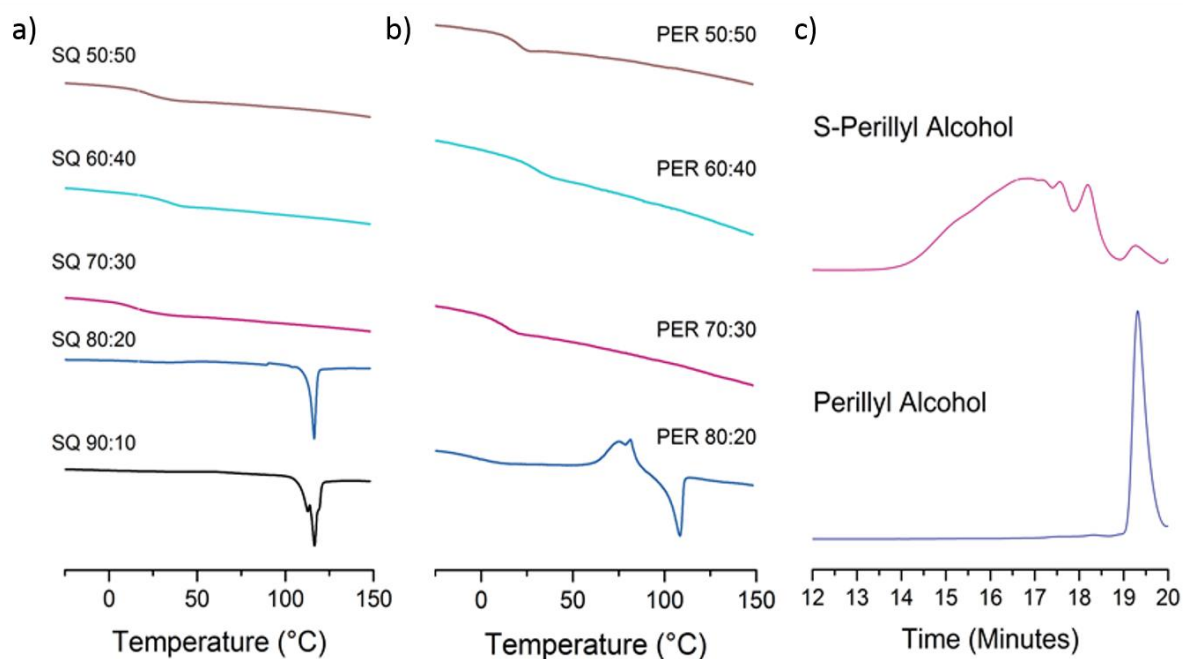 a)
SQ 50:50
SQ 60:40
SQ 70:30
SQ 80:20
SQ 90:10
0 50 100 150
Temperature (°C)
b)
PER 50:50
PER 60:40
PER 70:30
PER 80:20
0 50 100 150
Temperature (°C)
c)
S-Perillyl Alcohol
Perillyl Alcohol
12 13 14 15 16 17 18 19 20
Time (Minutes)